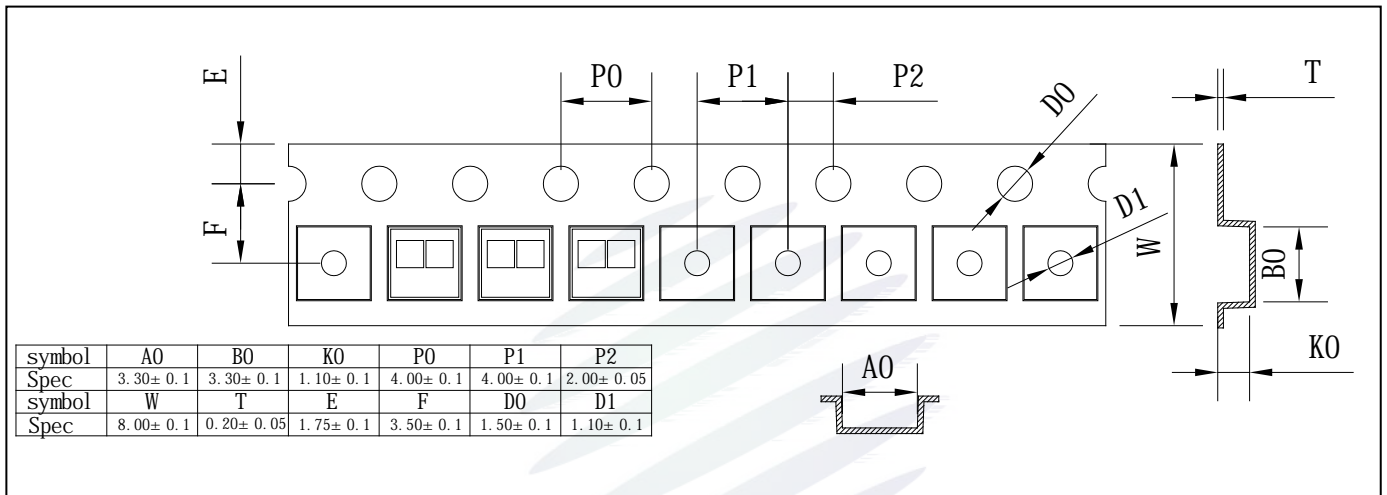 E
P0
P1
P2
T
D0
F
D1
W
B0
K0
A0
symbol A0 B0 K0 P0 P1 P2
Spec 3.30± 0.1 3.30± 0.1 1.10± 0.1 4.00± 0.1 4.00± 0.1 2.00± 0.05
symbol W T E F D0 D1
Spec 8.00± 0.1 0.20± 0.05 1.75± 0.1 3.50± 0.1 1.50± 0.1 1.10± 0.1